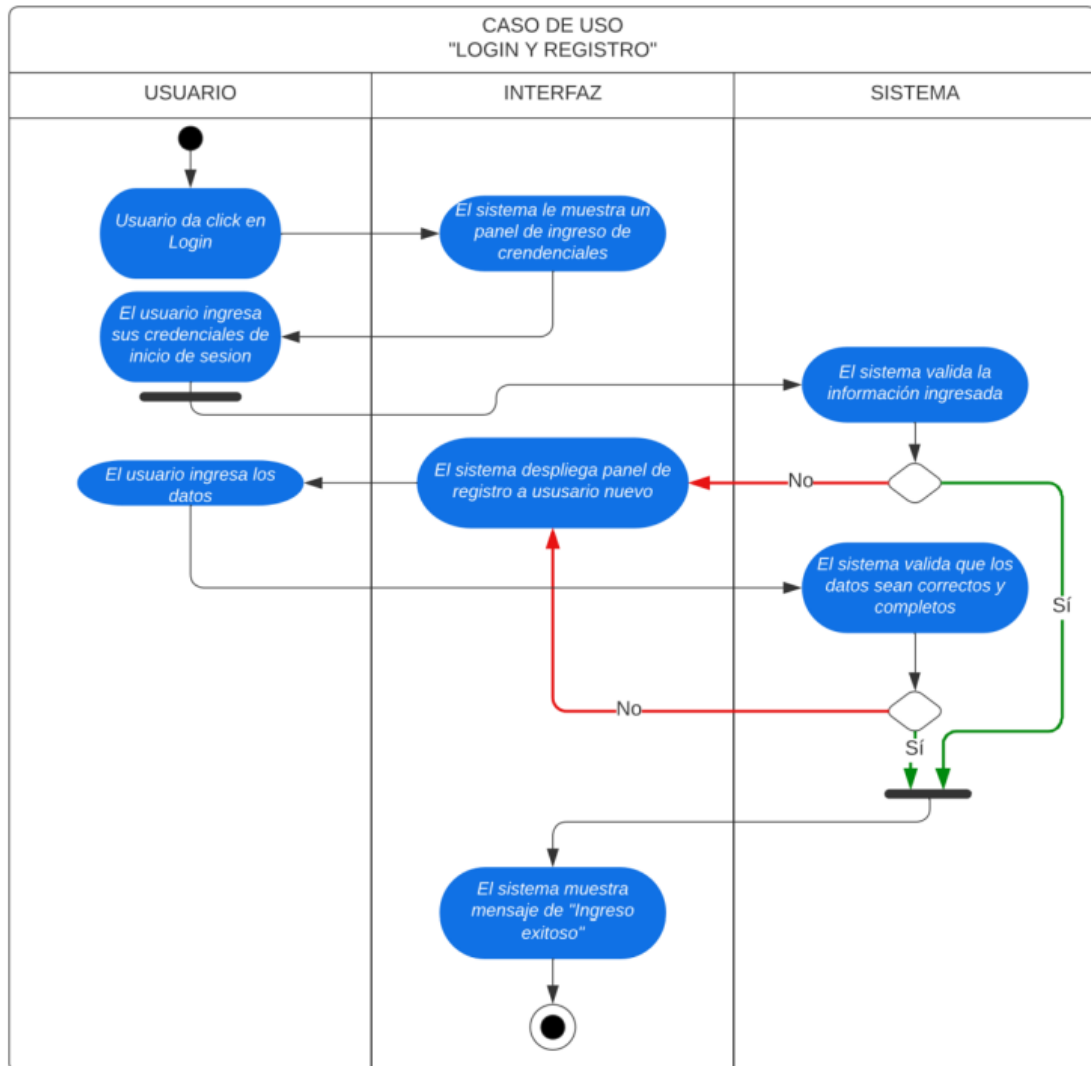 CASO DE USO
"LOGIN Y REGISTRO"
USUARIO
INTERFAZ
SISTEMA
Usuario da click en
Login
El sistema le muestra un
panel de ingreso de
crendenciales
El usuario ingresa
sus credenciales de
inicio de sesion
El sistema valida la
información ingresada
El usuario ingresa los
datos
El sistema despliega panel de
registro a ususario nuevo
No
El sistema valida que los
datos sean correctos y
completos
Sí
No
Sí
El sistema muestra
mensaje de "Ingreso
exitoso"